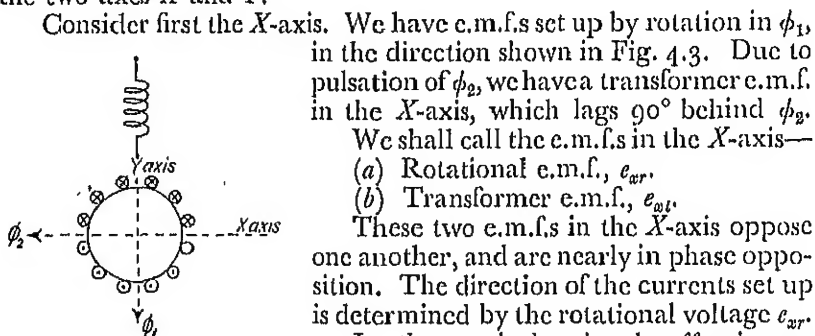 the two axes X and Y.
Consider first the X-axis. We have e.m.f.s set up by rotation in ϕ₁,
in the direction shown in Fig. 4.3. Due to
pulsation of ϕ₂, we have a transformer e.m.f.
in the X-axis, which lags 90° behind ϕ₂.
We shall call the e.m.f.s in the X-axis—
(a) Rotational e.m.f., eₓᵣ.
(b) Transformer e.m.f., eₓₜ.
These two e.m.f.s in the X-axis oppose
one another, and are nearly in phase oppo-
sition. The direction of the currents set up
is determined by the rotational voltage eₓᵣ.
Y axis
X axis
ϕ₂
ϕ₁